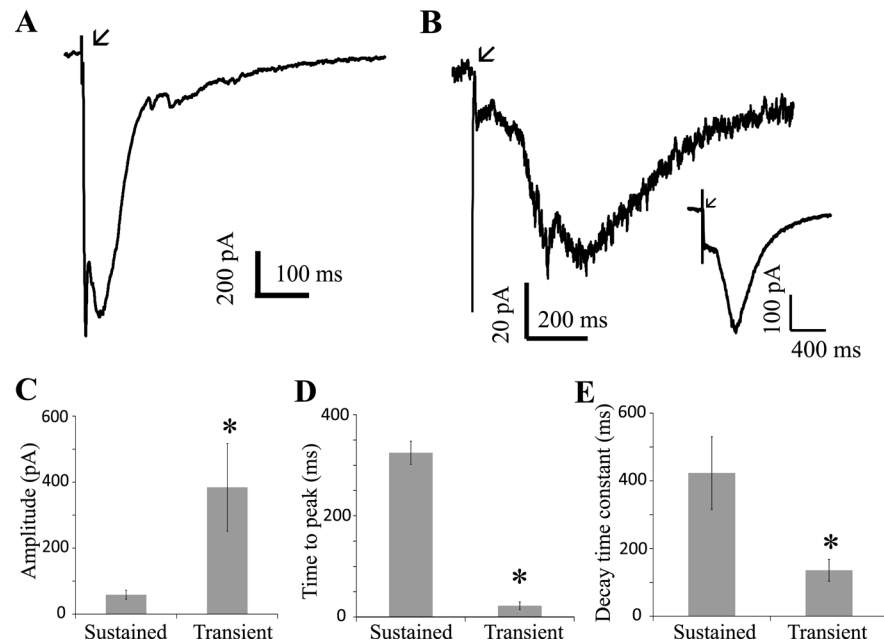 A
B
200 pA
100 ms
20 pA
200 ms
100 pA
400 ms
C
D
E
Amplitude (pA)
600
400
200
0
*
Sustained
Transient
Time to peak (ms)
400
200
0
*
Sustained
Transient
Decay time constant (ms)
600
400
200
0
*
Sustained
Transient